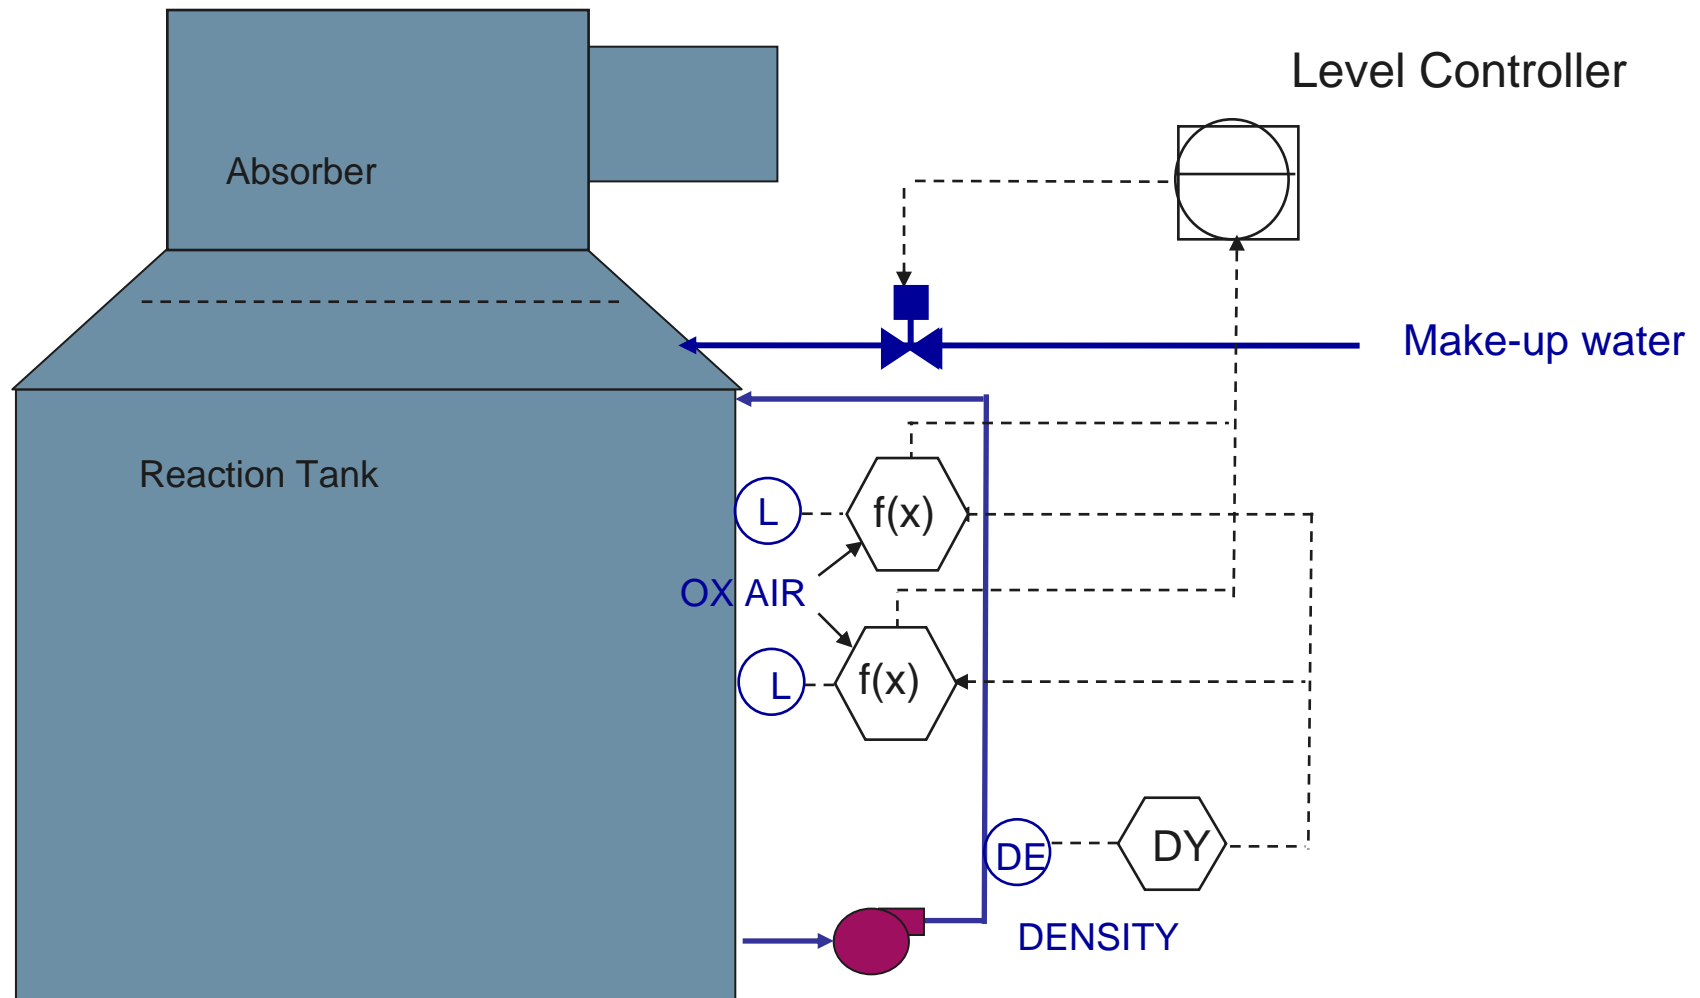 Level Controller
Absorber
Make-up water
Reaction Tank
L
f(x)
OX AIR
L
f(x)
DE
DY
DENSITY